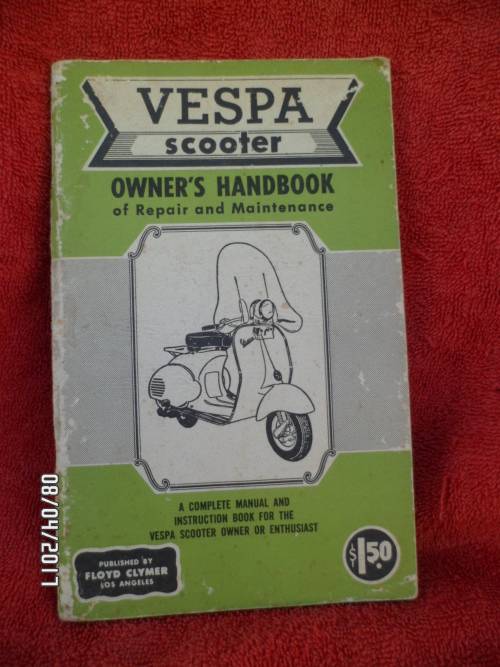 VESPA
scooter
OWNER'S HANDBOOK
of Repair and Maintenance
A COMPLETE MANUAL AND
INSTRUCTION BOOK FOR THE
VESPA SCOOTER OWNER OR ENTHUSIAST
PUBLISHED BY
FLOYD CLYMER
LOS ANGELES
$1.50
08/04/2017